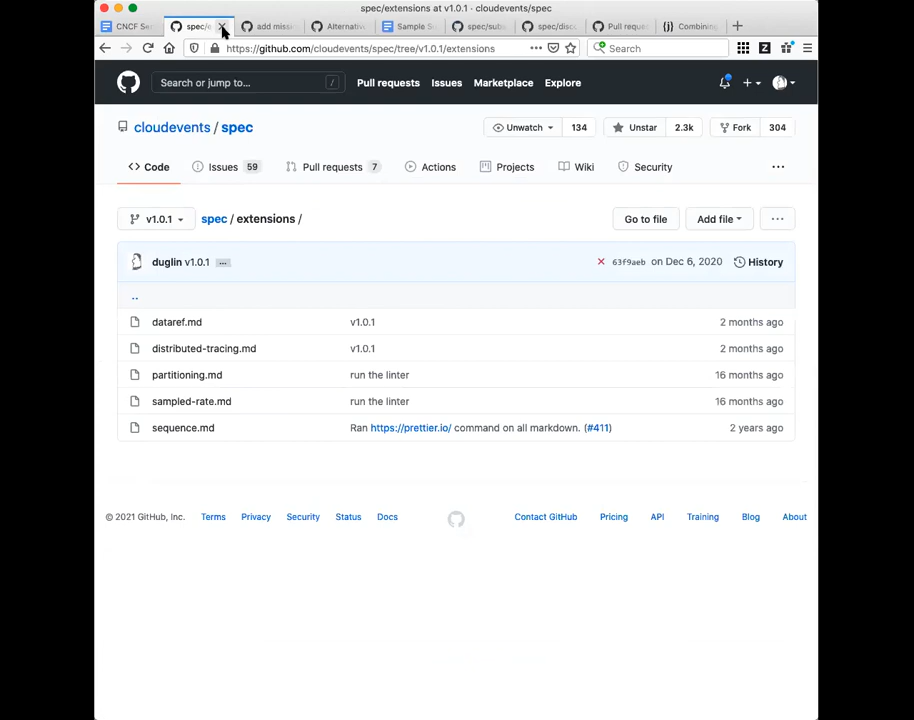 spec/extensions at v1.0.1 · cloudevents/spec
CNCF Se
spec/e
add missi
Alternativ
Sample S
spec/subs
spec/disco
Pull reques
Combining
https://github.com/cloudevents/spec/tree/v1.0.1/extensions
Search
Search or jump to...
/
Pull requests
Issues
Marketplace
Explore
cloudevents / spec
Unwatch
134
Unstar
2.3k
Fork
304
Code
Issues 59
Pull requests 7
Actions
Projects
Wiki
Security
v1.0.1
spec / extensions /
Go to file
Add file
duglin v1.0.1
63f9aeb on Dec 6, 2020
History
..
dataref.md v1.0.1 2 months ago
distributed-tracing.md v1.0.1 2 months ago
partitioning.md run the linter 16 months ago
sampled-rate.md run the linter 16 months ago
sequence.md Ran https://prettier.io/ command on all markdown. (#411) 2 years ago
© 2021 GitHub, Inc.
Terms
Privacy
Security
Status
Docs
Contact GitHub
Pricing
API
Training
Blog
About